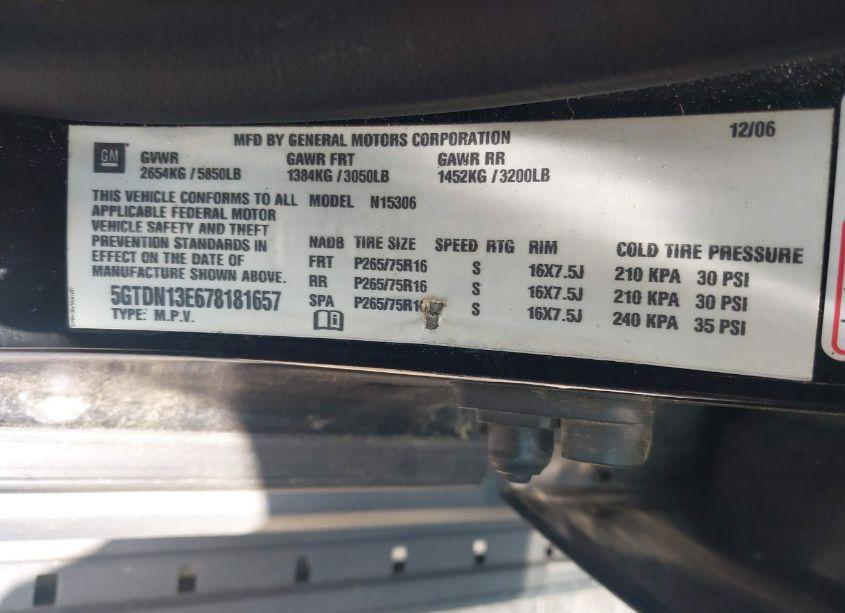 MFD BY GENERAL MOTORS CORPORATION 12/06
GM
GVWR GAWR FRT GAWR RR
2654KG / 5850LB 1384KG / 3050LB 1452KG / 3200LB
THIS VEHICLE CONFORMS TO ALL
APPLICABLE FEDERAL MOTOR
VEHICLE SAFETY AND THEFT
PREVENTION STANDARDS IN
EFFECT ON THE DATE OF
MANUFACTURE SHOWN ABOVE.
5GTDN13E678181657
TYPE: M.P.V.
MODEL N15306
NADB TIRE SIZE SPEED RTG RIM COLD TIRE PRESSURE
FRT P265/75R16 S 16X7.5J 210 KPA 30 PSI
RR P265/75R16 S 16X7.5J 210 KPA 30 PSI
SPA P265/75R16 S 16X7.5J 240 KPA 35 PSI